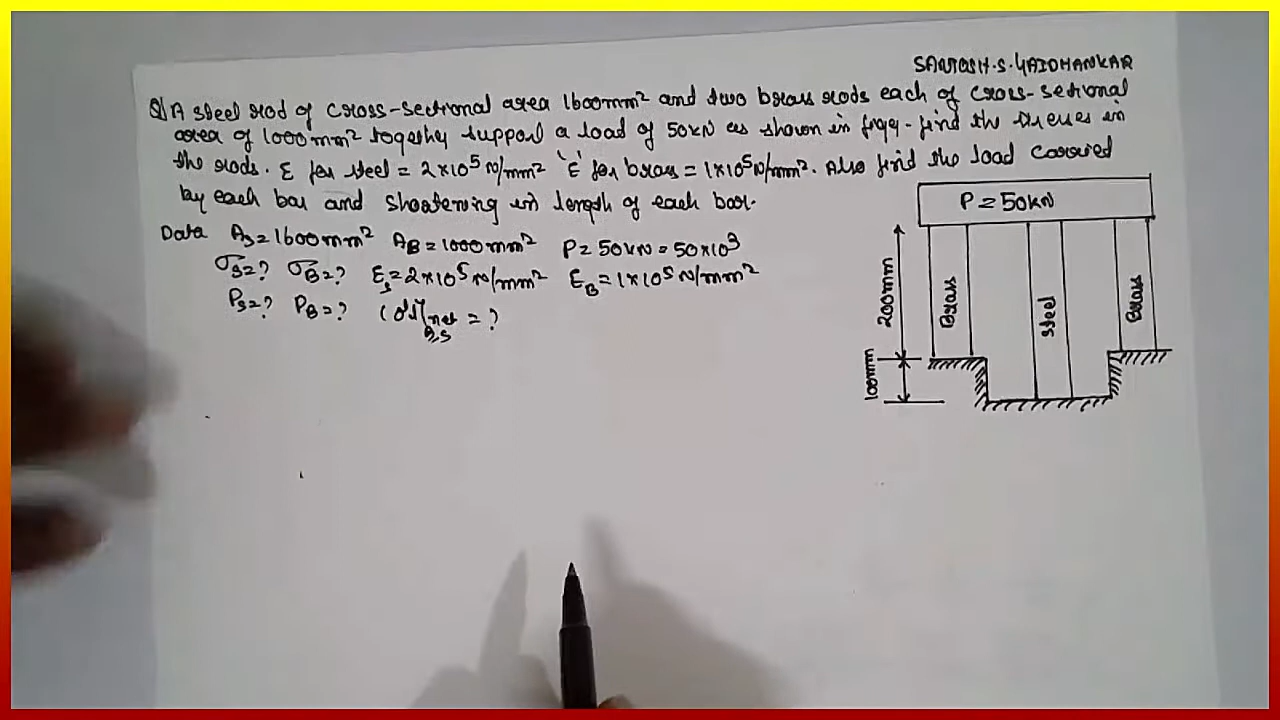 SANTOSH.S.GAIDHANKAR
Q) A steel rod of cross-sectional area 1600mm² and two brass rods each of cross-sectional
area of 1000mm² together support a load of 50kN as shown in fig. find the stresses in
the rods. E for steel = 2×10⁵ N/mm² 'E' for brass = 1×10⁵ N/mm². Also find the load carried
by each bar and shortening in length of each bar.
Data As=1600mm² AB=1000mm² P=50kN=50×10³
σs=? σB=? Es=2×10⁵ N/mm² EB=1×10⁵ N/mm²
Ps=? PB=? (δl)net B,S =?
P=50kN
200mm
100mm
Brass
steel
Brass